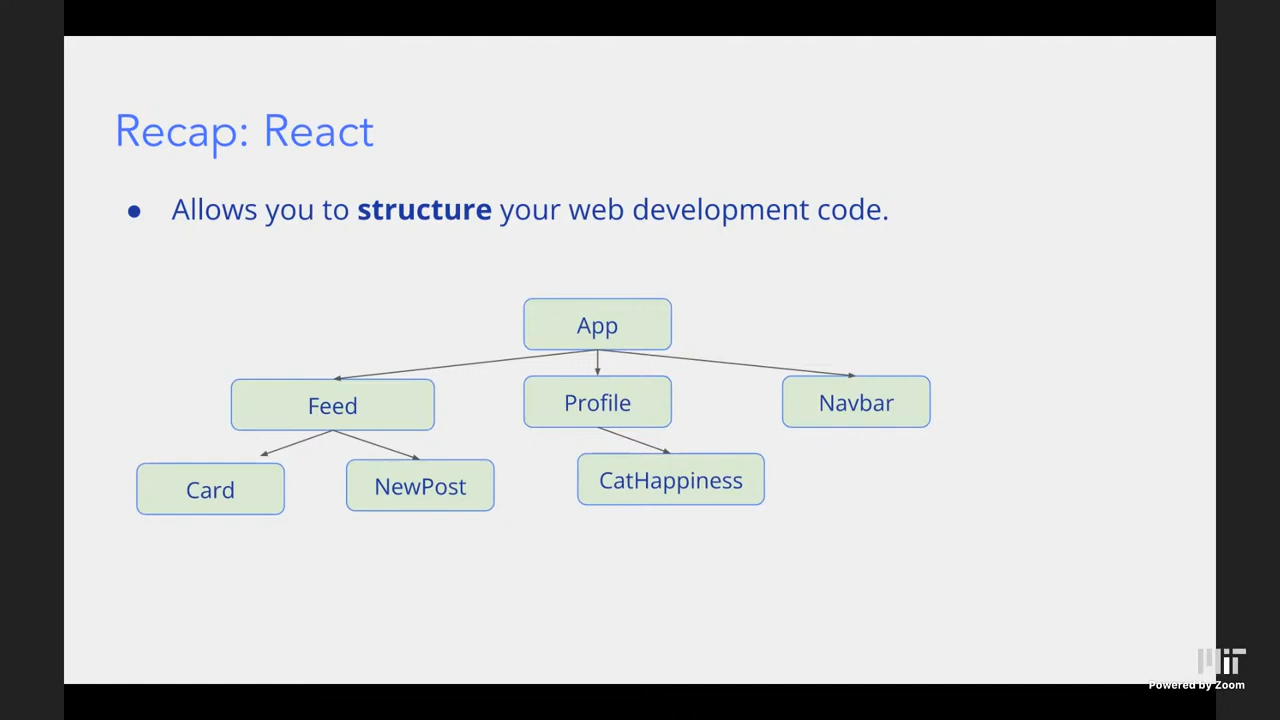 Recap: React
● Allows you to structure your web development code.
App
Feed
Profile
Navbar
Card
NewPost
CatHappiness
MIT
Powered by Zoom